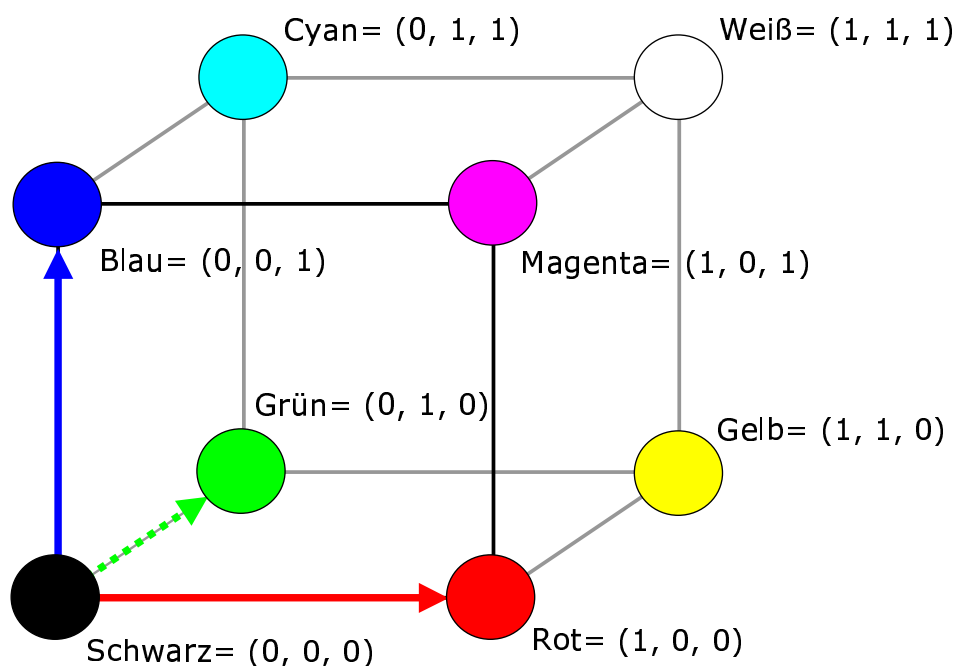 Cyan= (0, 1, 1)
Weiß= (1, 1, 1)
Blau= (0, 0, 1)
Magenta= (1, 0, 1)
Grün= (0, 1, 0)
Gelb= (1, 1, 0)
Schwarz= (0, 0, 0)
Rot= (1, 0, 0)